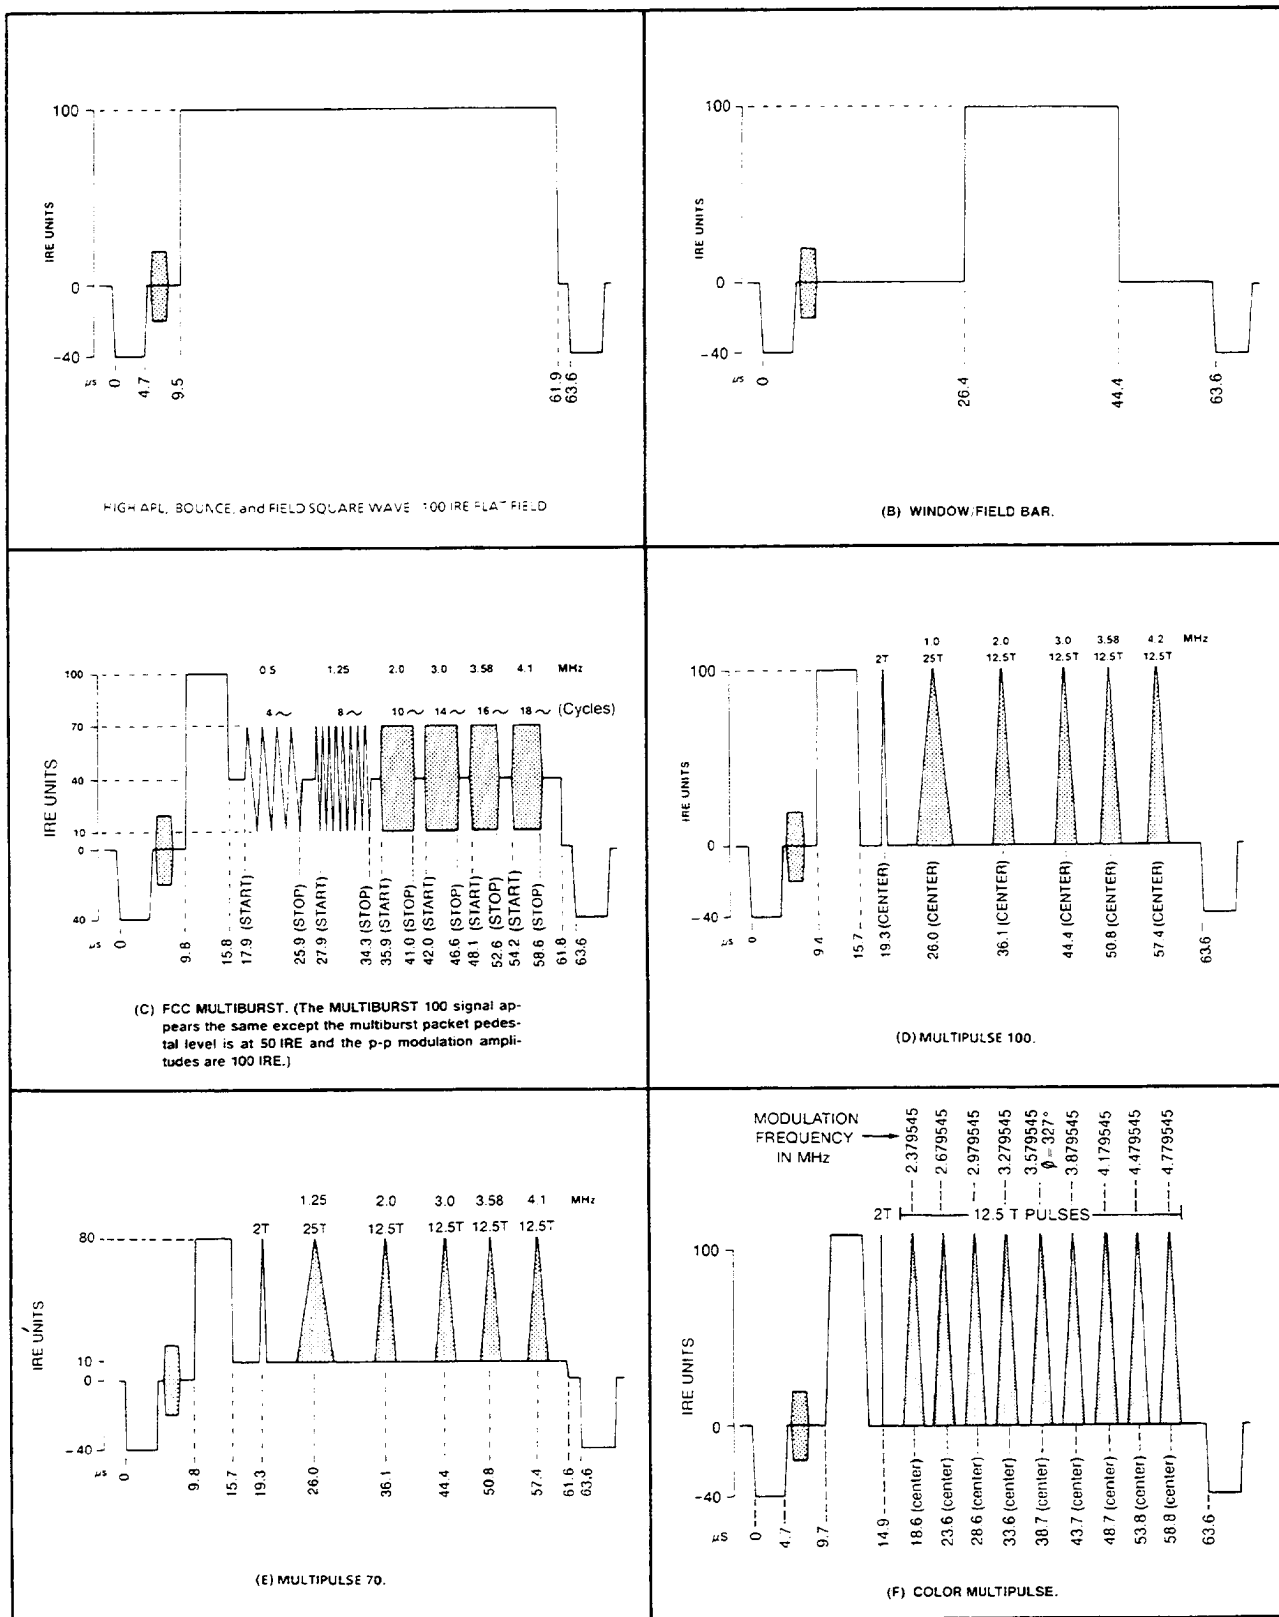 100
IRE UNITS
0
-40
µs
0
4.7
9.5
61.9
63.6
HIGH APL, BOUNCE, and FIELD SQUARE WAVE 100 IRE FLAT FIELD
100
IRE UNITS
0
-40
µs
0
26.4
44.4
63.6
(B) WINDOW/FIELD BAR.
0.5 1.25 2.0 3.0 3.58 4.1 MHz
4~ 8~ 10~ 14~ 16~ 18~ (Cycles)
100
70
40
10
0
40
IRE UNITS
µs
0
9.8
15.8
17.9 (START)
25.9 (STOP)
27.9 (START)
34.3 (STOP)
35.9 (START)
41.0 (STOP)
42.0 (START)
46.6 (STOP)
48.1 (START)
52.6 (STOP)
54.2 (START)
58.6 (STOP)
61.8
63.6
(C) FCC MULTIBURST. (The MULTIBURST 100 signal ap-
pears the same except the multiburst packet pedes-
tal level is at 50 IRE and the p-p modulation ampli-
tudes are 100 IRE.)
1.0 2.0 3.0 3.58 4.2 MHz
2T 25T 12.5T 12.5T 12.5T 12.5T
100
IRE UNITS
0
-40
µs
0
9.4
15.7
19.3 (CENTER)
26.0 (CENTER)
36.1 (CENTER)
44.4 (CENTER)
50.8 (CENTER)
57.4 (CENTER)
63.6
(D) MULTIPULSE 100.
1.25 2.0 3.0 3.58 4.1 MHz
2T 25T 12.5T 12.5T 12.5T 12.5T
80
IRE UNITS
10
0
-40
µs
0
9.8
15.7
19.3
26.0
36.1
44.4
50.8
57.4
61.6
63.6
(E) MULTIPULSE 70.
MODULATION
FREQUENCY
IN MHz
2.379545
2.679545
2.979545
3.279545
3.579545
Ø = 327°
3.879545
4.179545
4.479545
4.779545
2T 12.5 T PULSES
100
IRE UNITS
0
-40
µS
0
4.7
9.7
14.9
18.6 (center)
23.6 (center)
28.6 (center)
33.6 (center)
38.7 (center)
43.7 (center)
48.7 (center)
53.8 (center)
58.8 (center)
63.6
(F) COLOR MULTIPULSE.